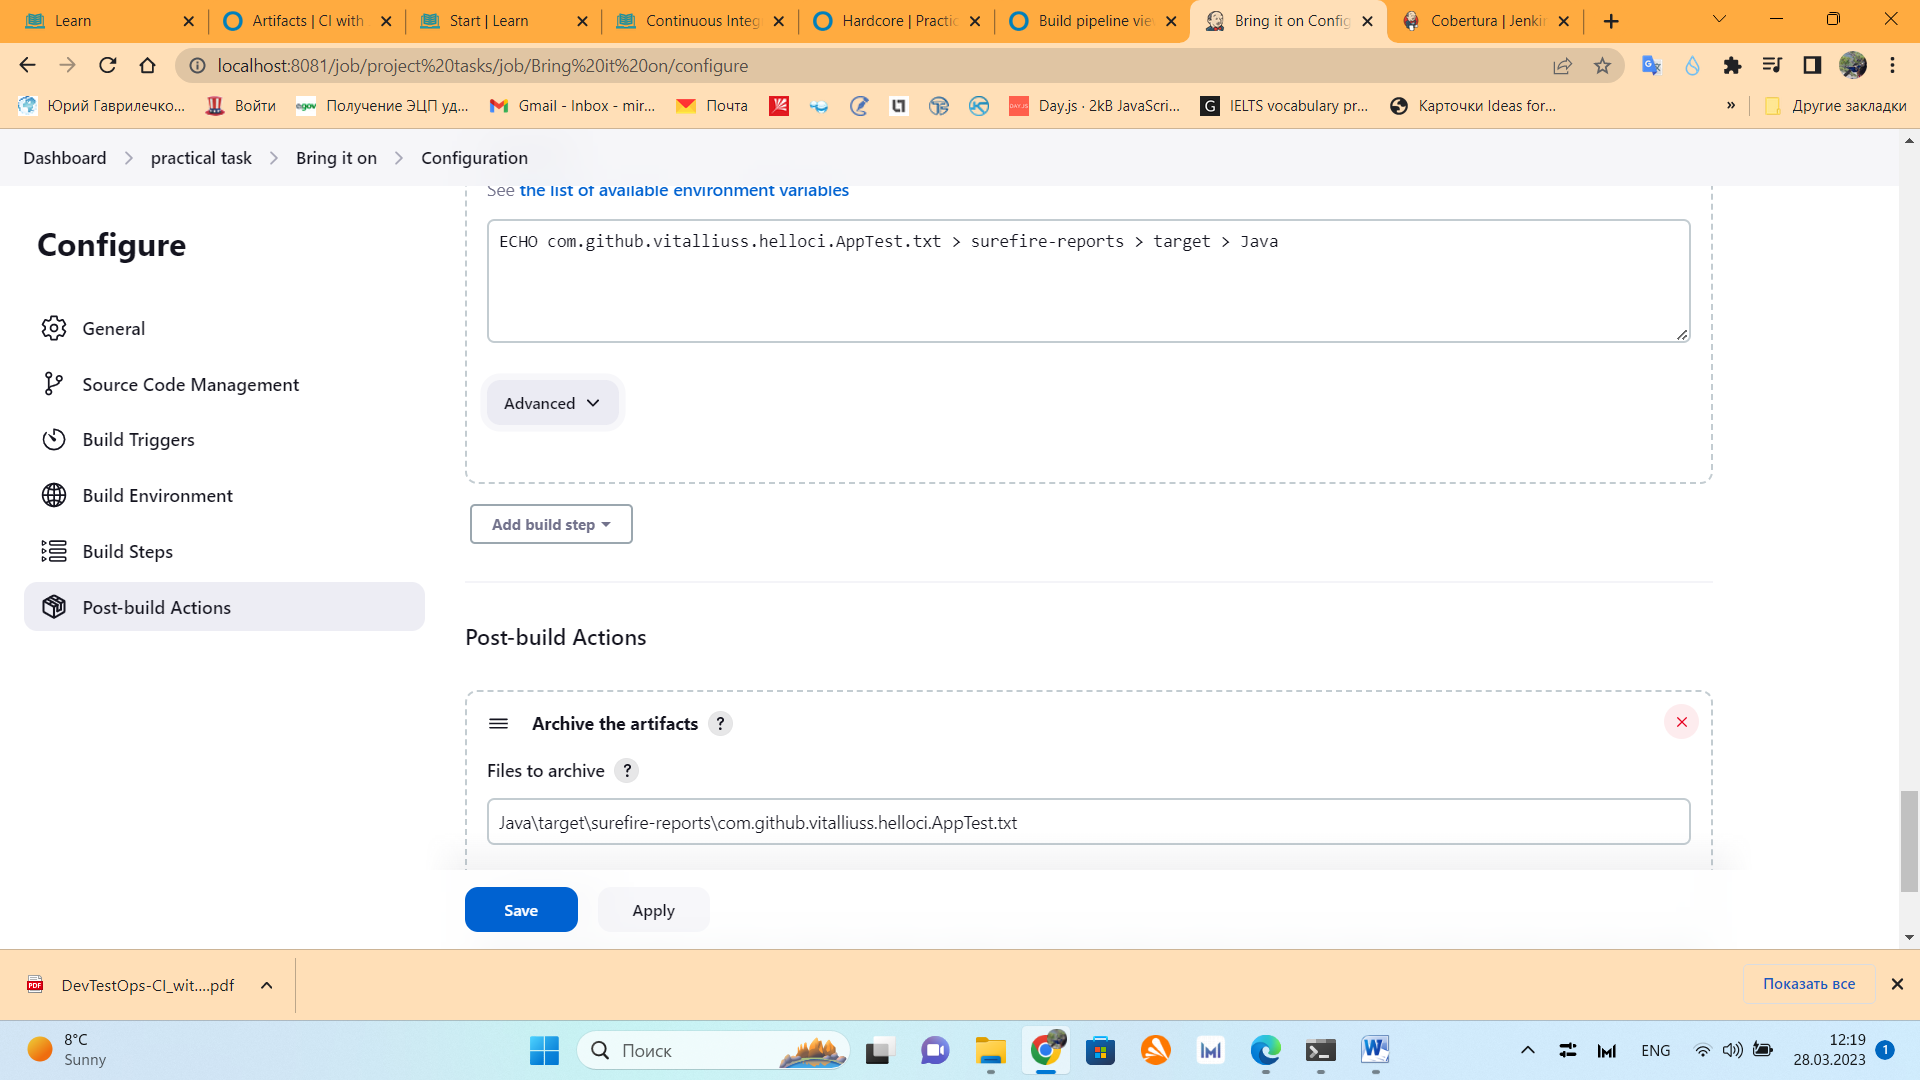 Learn
Artifacts | CI with
Start | Learn
Continuous Integ
Hardcore | Practic
Build pipeline vie
Bring it on Config
Cobertura | Jenki
localhost:8081/job/project%20tasks/job/Bring%20it%20on/configure
Юрий Гаврилечко...
Войти
Получение ЭЦП уд...
Gmail - Inbox - mir...
Почта
Day.js · 2kB JavaScri...
IELTS vocabulary pr...
Карточки Ideas for...
»
Другие закладки
Dashboard
practical task
Bring it on
Configuration
See the list of available environment variables
Configure
ECHO com.github.vitalliuss.helloci.AppTest.txt > surefire-reports > target > Java
General
Source Code Management
Advanced
Build Triggers
Build Environment
Add build step
Build Steps
Post-build Actions
Post-build Actions
Archive the artifacts ?
Files to archive ?
Java\target\surefire-reports\com.github.vitalliuss.helloci.AppTest.txt
Save
Apply
DevTestOps-CI_wit....pdf
Показать все
8°C
Sunny
Поиск
ENG
12:19
28.03.2023
1